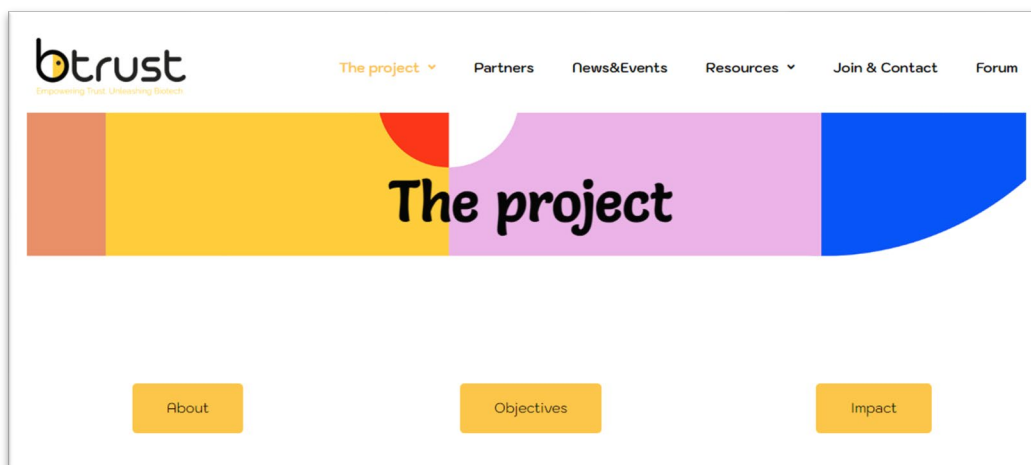 btrust
Empowering Trust. Unleashing Biotech
The project Partners News&Events Resources Join & Contact Forum
The project
About Objectives Impact